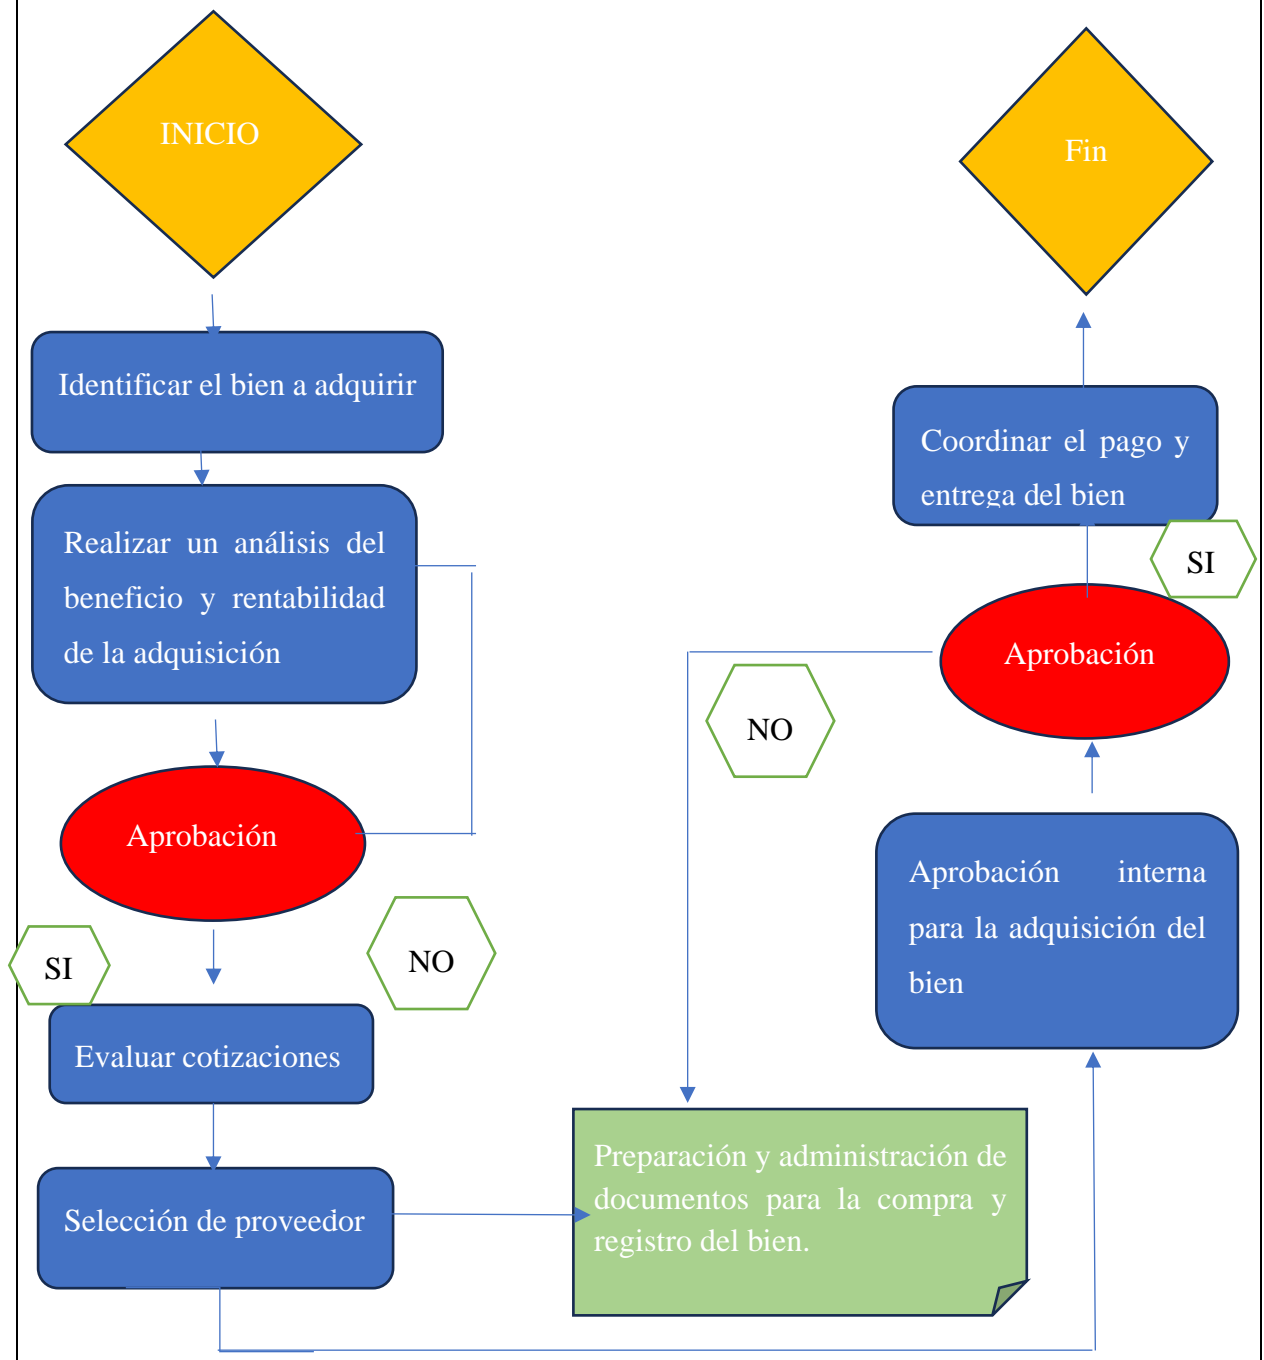 INICIO
Identificar el bien a adquirir
Realizar un análisis del
beneficio y rentabilidad
de la adquisición
Aprobación
SI
NO
Evaluar cotizaciones
Selección de proveedor
Preparación y administración de
documentos para la compra y
registro del bien.
Aprobación interna
para la adquisición del
bien
Aprobación
NO
SI
Coordinar el pago y
entrega del bien
Fin